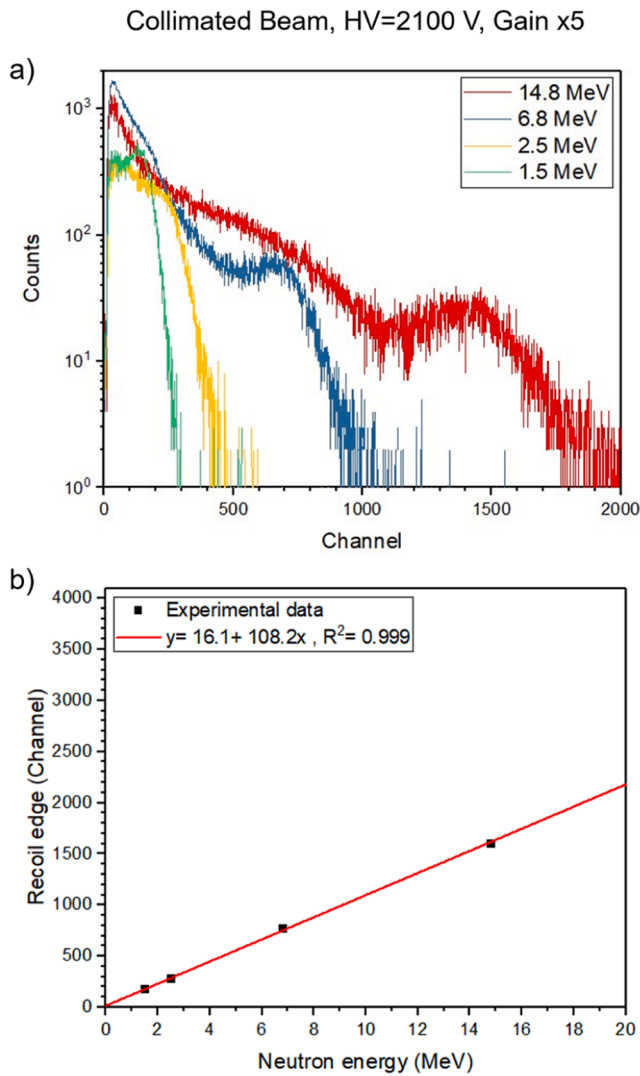 Collimated Beam, HV=2100 V, Gain x5
a)
14.8 MeV
6.8 MeV
2.5 MeV
1.5 MeV
10³
10²
10¹
10⁰
Counts
0 500 1000 1500 2000
Channel
b)
Experimental data
y= 16.1+ 108.2x , R²= 0.999
4000
3500
3000
2500
2000
1500
1000
500
0
Recoil edge (Channel)
0 2 4 6 8 10 12 14 16 18 20
Neutron energy (MeV)